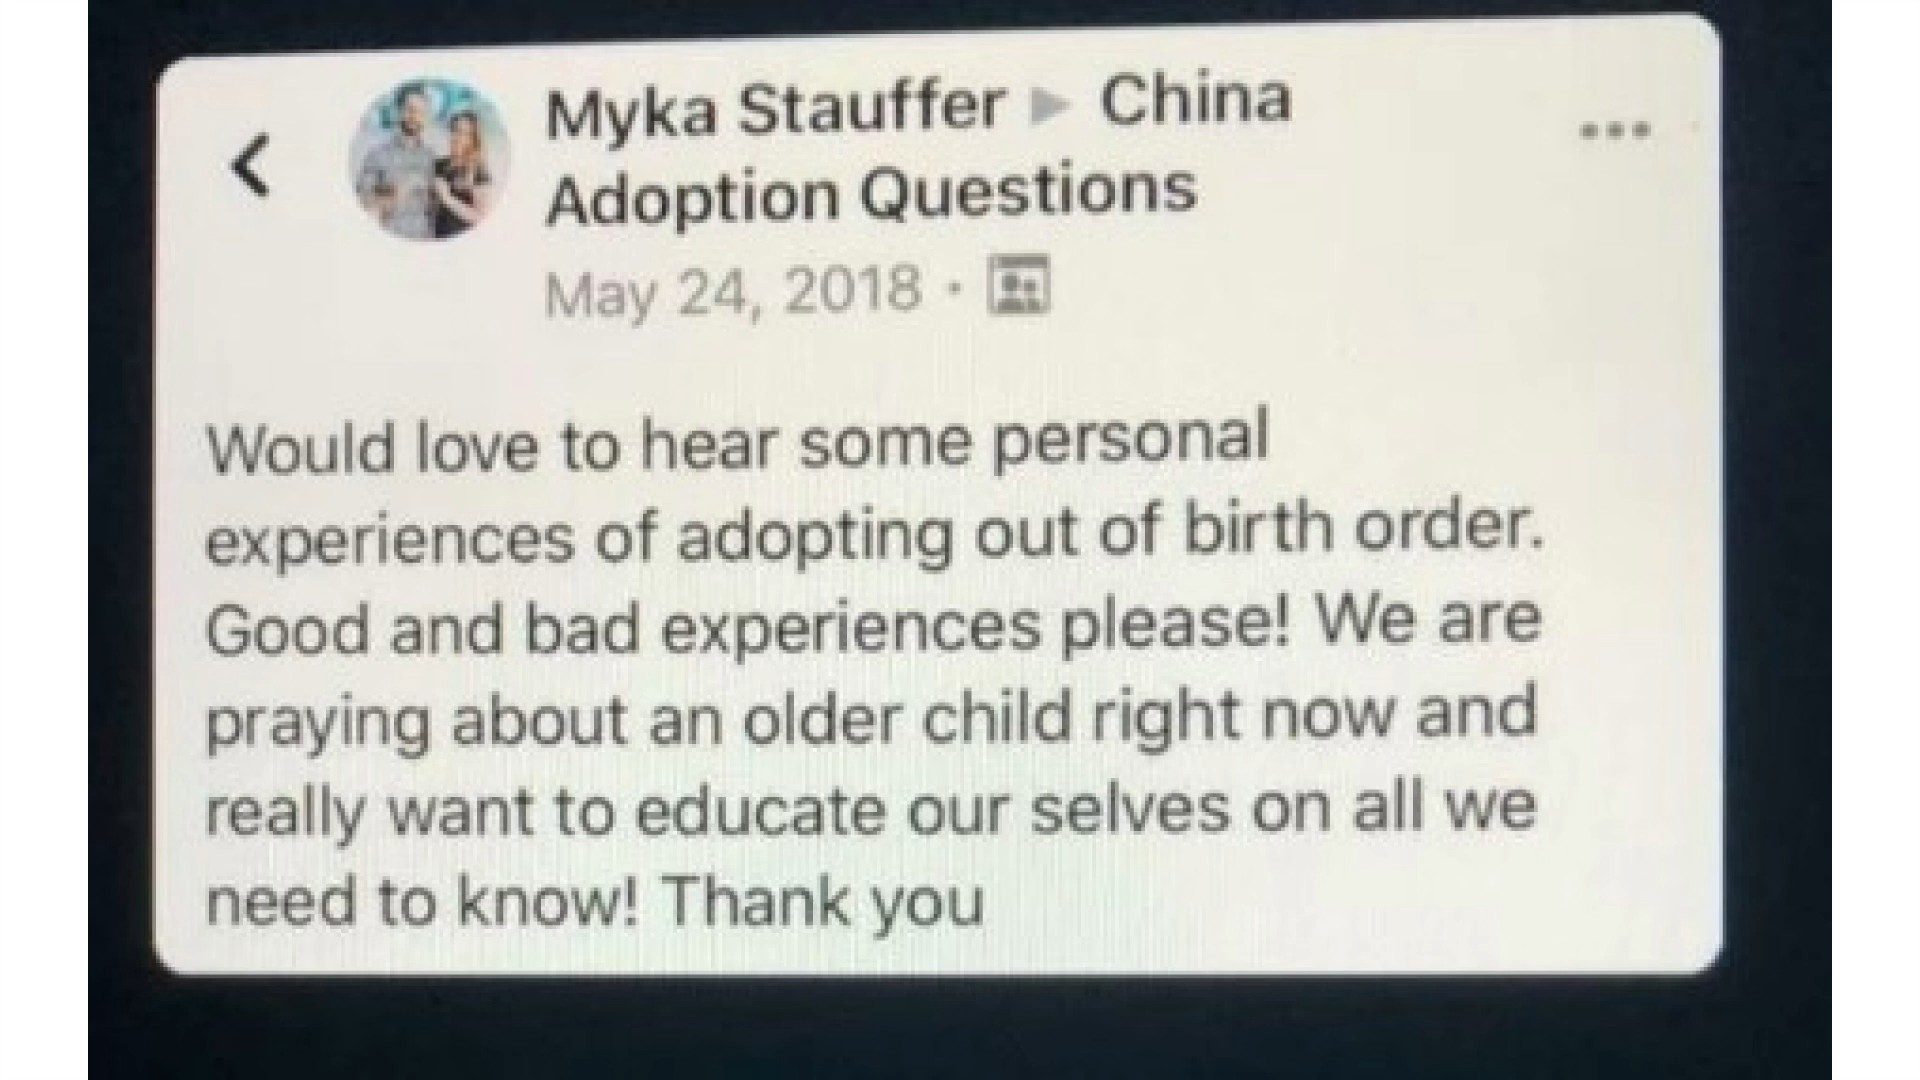 Myka Stauffer ▸ China
Adoption Questions
May 24, 2018 ·
Would love to hear some personal
experiences of adopting out of birth order.
Good and bad experiences please! We are
praying about an older child right now and
really want to educate our selves on all we
need to know! Thank you